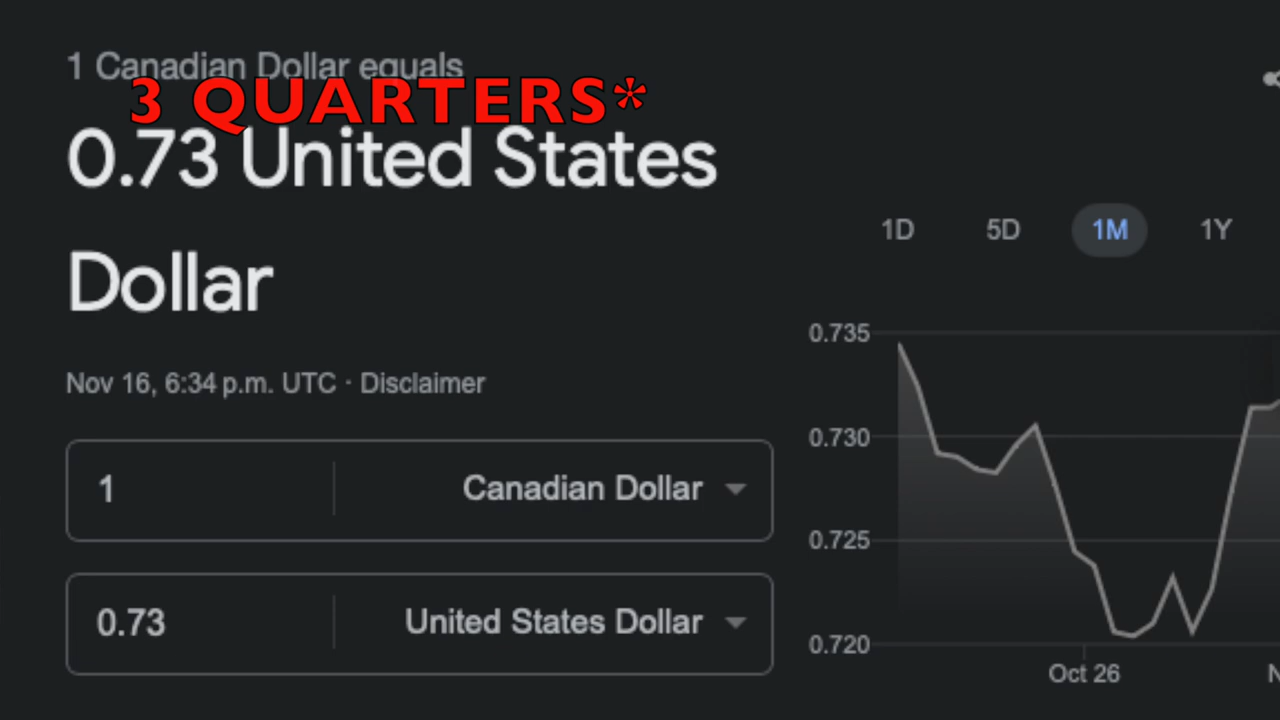 1 Canadian Dollar equals
3 QUARTERS*
0.73 United States
Dollar
Nov 16, 6:34 p.m. UTC · Disclaimer
1 Canadian Dollar
0.73 United States Dollar
1D 5D 1M 1Y
0.735
0.730
0.725
0.720
Oct 26